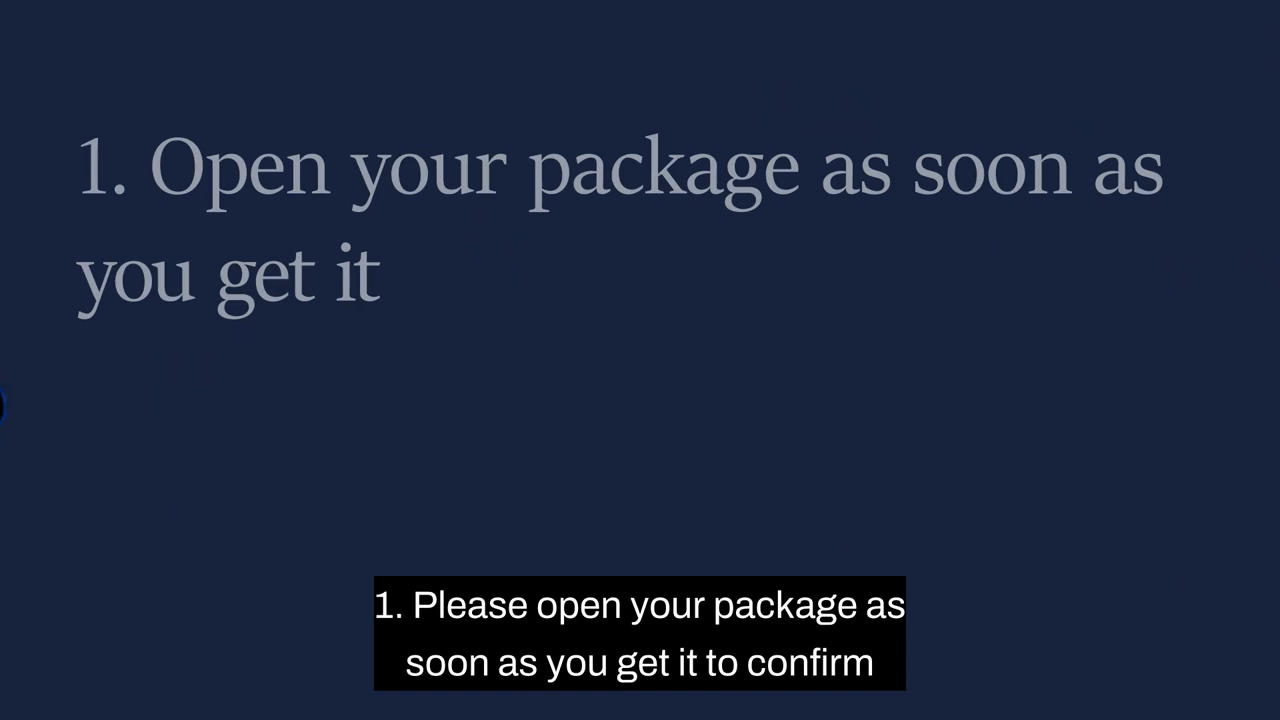 1. Open your package as soon as
you get it
1. Please open your package as
soon as you get it to confirm